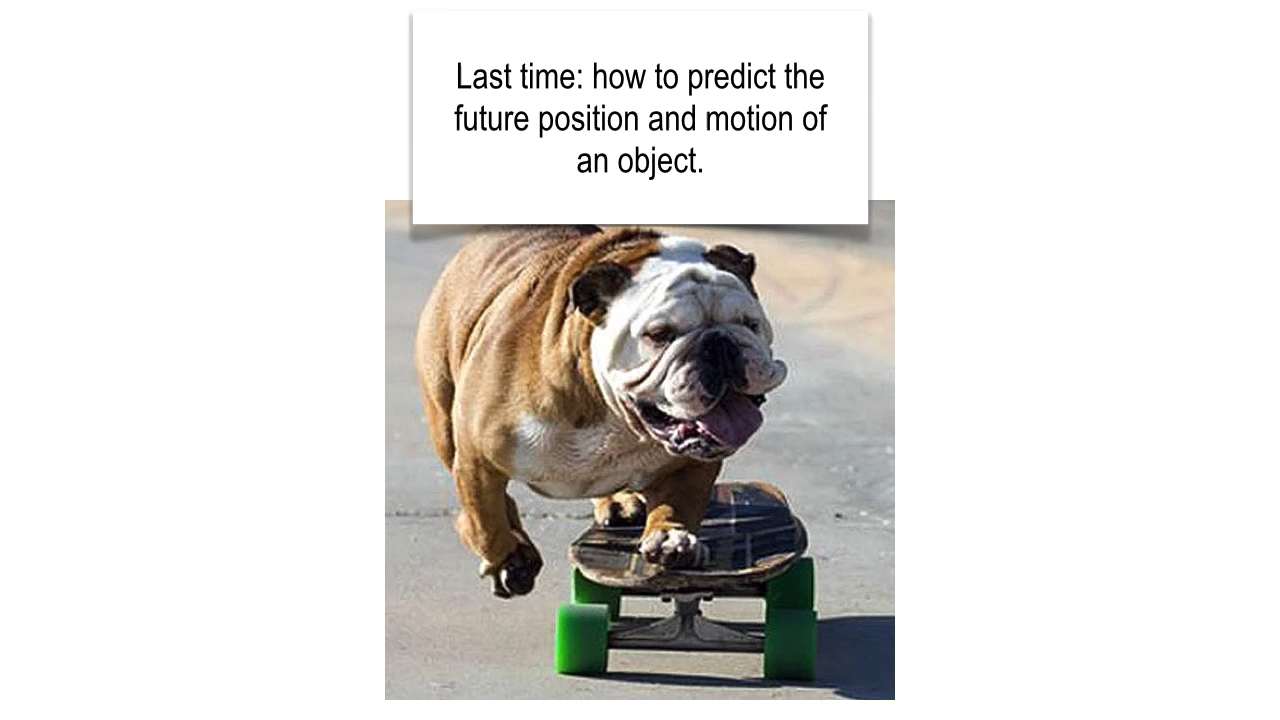 Last time: how to predict the
future position and motion of
an object.